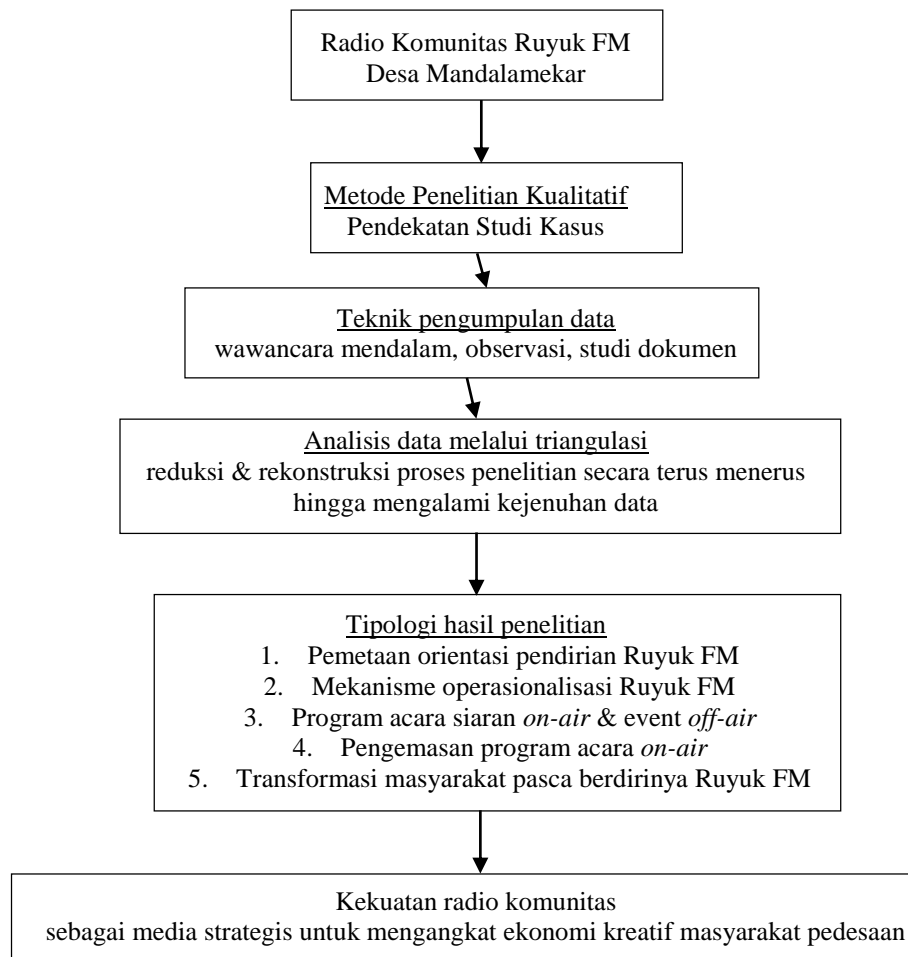 Radio Komunitas Ruyuk FM
Desa Mandalamekar
Metode Penelitian Kualitatif
Pendekatan Studi Kasus
Teknik pengumpulan data
wawancara mendalam, observasi, studi dokumen
Analisis data melalui triangulasi
reduksi & rekonstruksi proses penelitian secara terus menerus
hingga mengalami kejenuhan data
Tipologi hasil penelitian
1. Pemetaan orientasi pendirian Ruyuk FM
2. Mekanisme operasionalisasi Ruyuk FM
3. Program acara siaran on-air & event off-air
4. Pengemasan program acara on-air
5. Transformasi masyarakat pasca berdirinya Ruyuk FM
Kekuatan radio komunitas
sebagai media strategis untuk mengangkat ekonomi kreatif masyarakat pedesaan